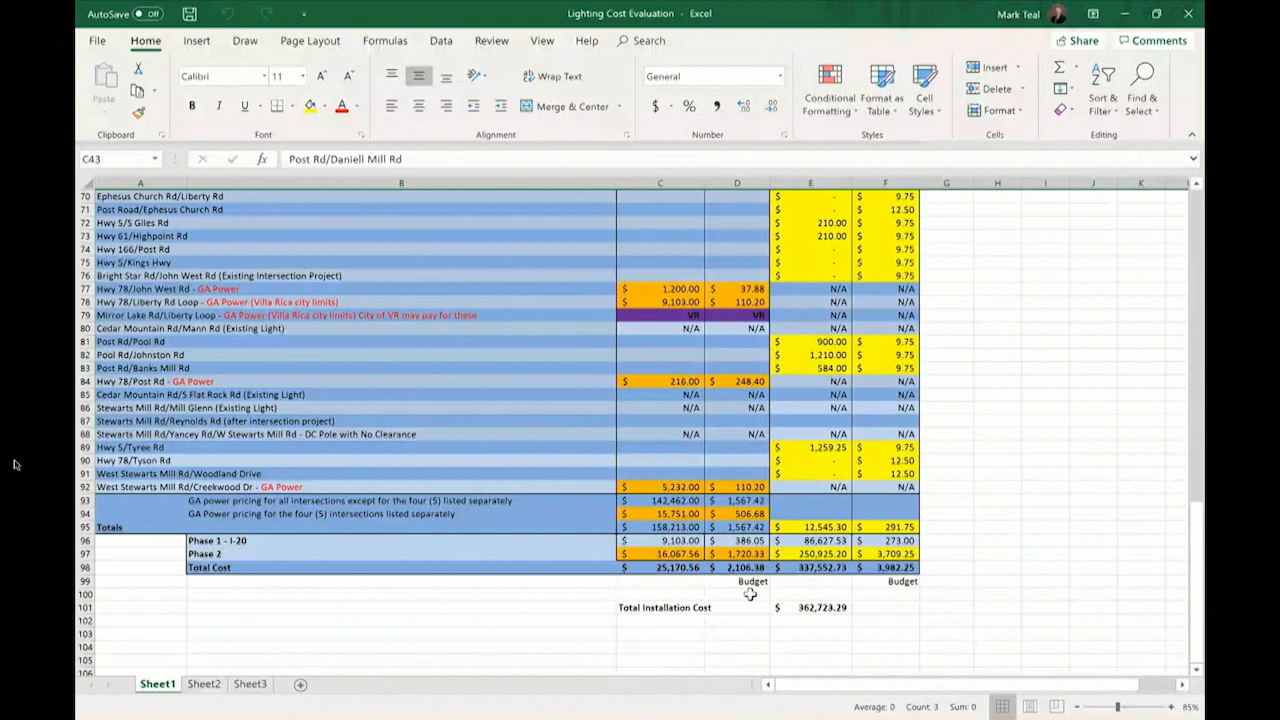 AutoSave Off Lighting Cost Evaluation - Excel Mark Teal
File Home Insert Draw Page Layout Formulas Data Review View Help Search Share Comments
Paste Calibri 11 A A Wrap Text General Conditional Formatting Format as Table Cell Styles Insert Sort & Filter Find & Select
B I U A Merge & Center $ % , Delete
Format
Clipboard Font Alignment Number Styles Cells Editing
C43 fx Post Rd/Daniell Mill Rd
A B C D E F G H I J K
70 Ephesus Church Rd/Liberty Rd $ - $ 9.75
71 Post Road/Ephesus Church Rd $ - $ 12.50
72 Hwy 5/S Giles Rd $ 210.00 $ 9.75
73 Hwy 61/Highpoint Rd $ 210.00 $ 9.75
74 Hwy 166/Post Rd $ - $ 9.75
75 Hwy 5/Kings Hwy $ - $ 9.75
76 Bright Star Rd/John West Rd (Existing Intersection Project) $ - $ 9.75
77 Hwy 78/John West Rd - GA Power $ 1,200.00 $ 37.88 N/A N/A
78 Hwy 78/Liberty Rd Loop - GA Power (Villa Rica city limits) $ 9,103.00 $ 110.20 N/A N/A
79 Mirror Lake Rd/Liberty Loop - GA Power (Villa Rica city limits) City of VR may pay for these VR VR N/A N/A
80 Cedar Mountain Rd/Mann Rd (Existing Light) N/A N/A N/A N/A
81 Post Rd/Pool Rd $ 900.00 $ 9.75
82 Pool Rd/Johnston Rd $ 1,210.00 $ 9.75
83 Post Rd/Banks Mill Rd $ 584.00 $ 9.75
84 Hwy 78/Post Rd - GA Power $ 216.00 $ 248.40 N/A N/A
85 Cedar Mountain Rd/S Flat Rock Rd (Existing Light) N/A N/A N/A N/A
86 Stewarts Mill Rd/Mill Glenn (Existing Light) N/A N/A N/A N/A
87 Stewarts Mill Rd/Reynolds Rd (after intersection project)
88 Stewarts Mill Rd/Yancey Rd/W Stewarts Mill Rd - DC Pole with No Clearance N/A N/A N/A N/A
89 Hwy 5/Tyree Rd $ 1,259.25 $ 9.75
90 Hwy 78/Tyson Rd $ - $ 12.50
91 West Stewarts Mill Rd/Woodland Drive $ - $ 12.50
92 West Stewarts Mill Rd/Creekwood Dr - GA Power $ 5,232.00 $ 110.20 N/A N/A
93 GA power pricing for all intersections except for the four (5) listed separately $ 142,462.00 $ 1,567.42
94 GA Power pricing for the four (5) intersections listed separately $ 15,751.00 $ 506.68
95 Totals $ 158,213.00 $ 1,567.42 $ 12,545.30 $ 291.75
96 Phase 1 - I-20 $ 9,103.00 $ 386.05 $ 86,627.53 $ 273.00
97 Phase 2 $ 16,067.56 $ 1,720.33 $ 250,925.20 $ 3,709.25
98 Total Cost $ 25,170.56 $ 2,106.38 $ 337,552.73 $ 3,982.25
99 Budget Budget
100
101 Total Installation Cost $ 362,723.29
102
103
104
105
106
Sheet1 Sheet2 Sheet3
Average: 0 Count: 3 Sum: 0 85%